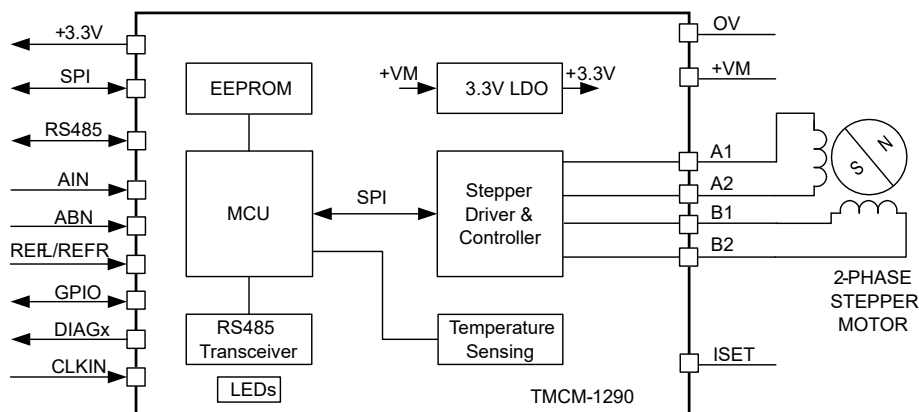 +3.3V
SPI
RS485
AIN
ABN
REFL/REFR
GPIO
DIAGx
CLKIN
EEPROM
MCU
RS485
Transceiver
LEDs
+VM
3.3V LDO
+3.3V
SPI
Stepper
Driver &
Controller
Temperature
Sensing
TMCM-1290
OV
+VM
A1
A2
B1
B2
ISET
N
S
2-PHASE
STEPPER
MOTOR